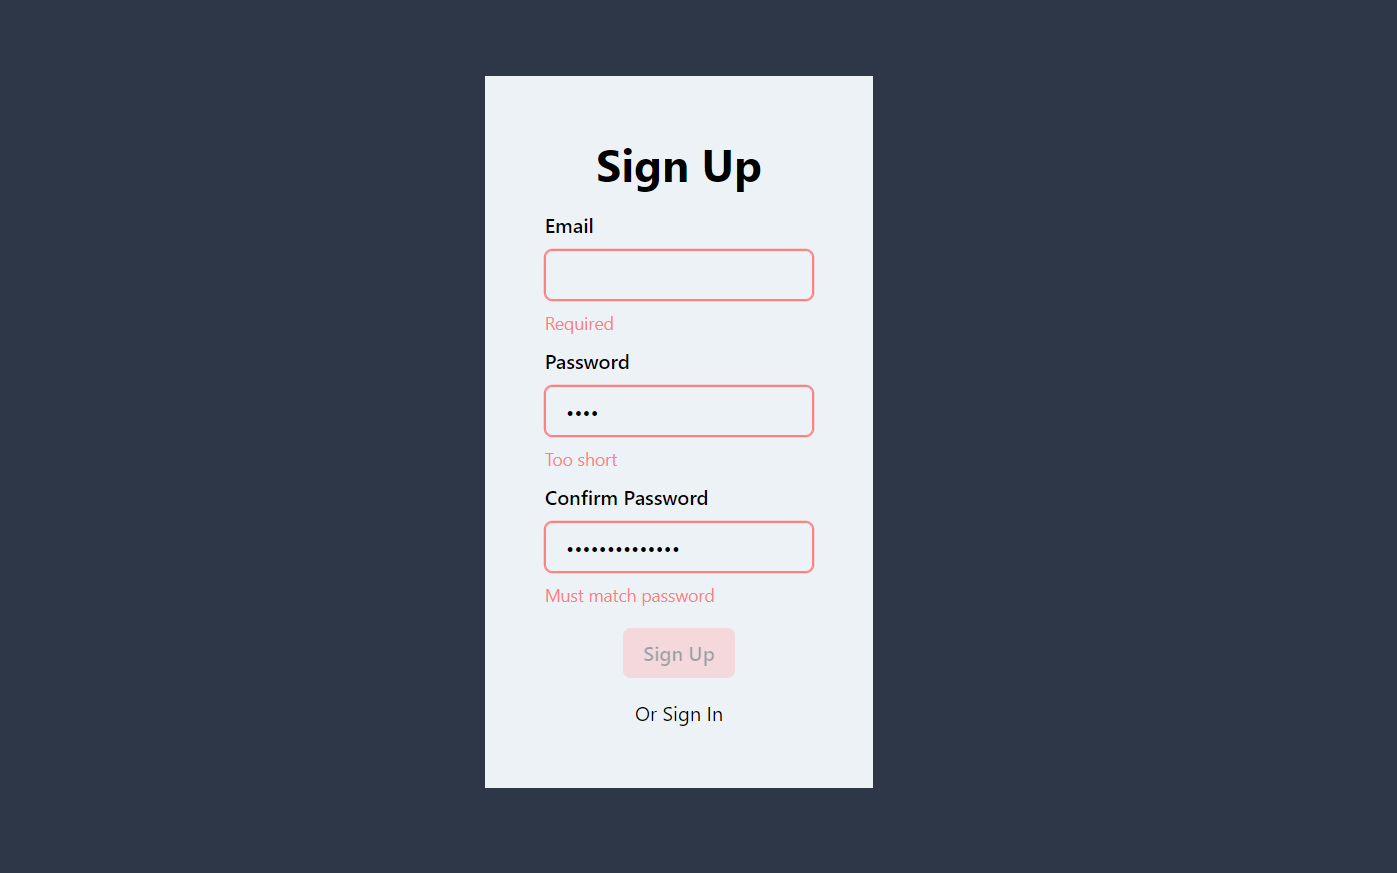 Sign Up
Email
Required
Password
••••
Too short
Confirm Password
••••••••••••••
Must match password
Sign Up
Or Sign In